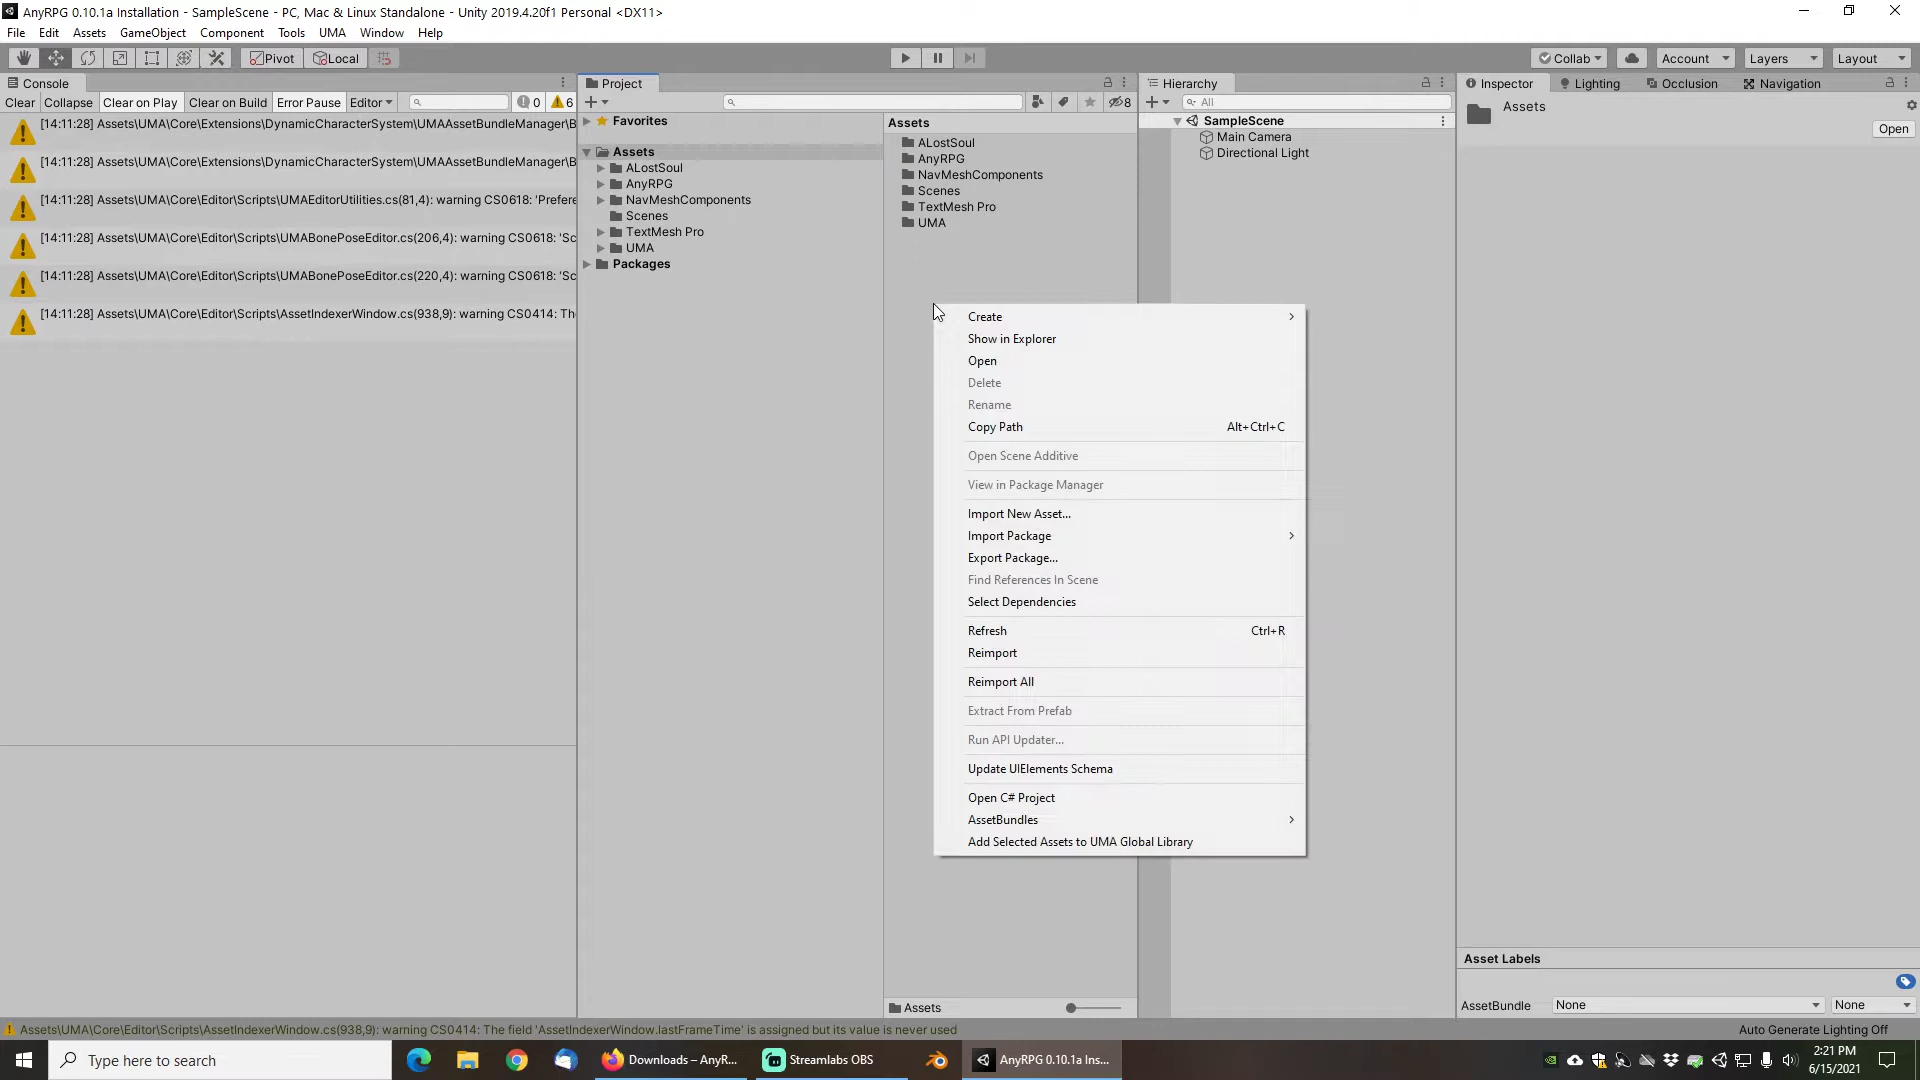 AnyRPG 0.10.1a Installation - SampleScene - PC, Mac & Linux Standalone - Unity 2019.4.20f1 Personal <DX11>
File Edit Assets GameObject Component Tools UMA Window Help
Pivot Local Collab Account Layers Layout
Console
Clear Collapse Clear on Play Clear on Build Error Pause Editor 0 6
[14:11:28] Assets\UMA\Core\Extensions\DynamicCharacterSystem\UMAAssetBundleManager\B
[14:11:28] Assets\UMA\Core\Extensions\DynamicCharacterSystem\UMAAssetBundleManager\B
[14:11:28] Assets\UMA\Core\Editor\Scripts\UMAEditorUtilities.cs(81,4): warning CS0618: 'Prefere
[14:11:28] Assets\UMA\Core\Editor\Scripts\UMABonePoseEditor.cs(206,4): warning CS0618: 'Sc
[14:11:28] Assets\UMA\Core\Editor\Scripts\UMABonePoseEditor.cs(220,4): warning CS0618: 'Sc
[14:11:28] Assets\UMA\Core\Editor\Scripts\AssetIndexerWindow.cs(938,9): warning CS0414: The
Project
8
Favorites
Assets
ALostSoul
AnyRPG
NavMeshComponents
Scenes
TextMesh Pro
UMA
Packages
Assets
ALostSoul
AnyRPG
NavMeshComponents
Scenes
TextMesh Pro
UMA
Assets
Hierarchy
All
SampleScene
Main Camera
Directional Light
Create
Show in Explorer
Open
Delete
Rename
Copy Path Alt+Ctrl+C
Open Scene Additive
View in Package Manager
Import New Asset...
Import Package
Export Package...
Find References In Scene
Select Dependencies
Refresh Ctrl+R
Reimport
Reimport All
Extract From Prefab
Run API Updater...
Update UIElements Schema
Open C# Project
AssetBundles
Add Selected Assets to UMA Global Library
Inspector Lighting Occlusion Navigation
Assets
Open
Asset Labels
AssetBundle None None
Assets\UMA\Core\Editor\Scripts\AssetIndexerWindow.cs(938,9): warning CS0414: The field 'AssetIndexerWindow.lastFrameTime' is assigned but its value is never used
Auto Generate Lighting Off
Type here to search
Downloads – AnyR...
Streamlabs OBS
AnyRPG 0.10.1a Ins...
2:21 PM
6/15/2021